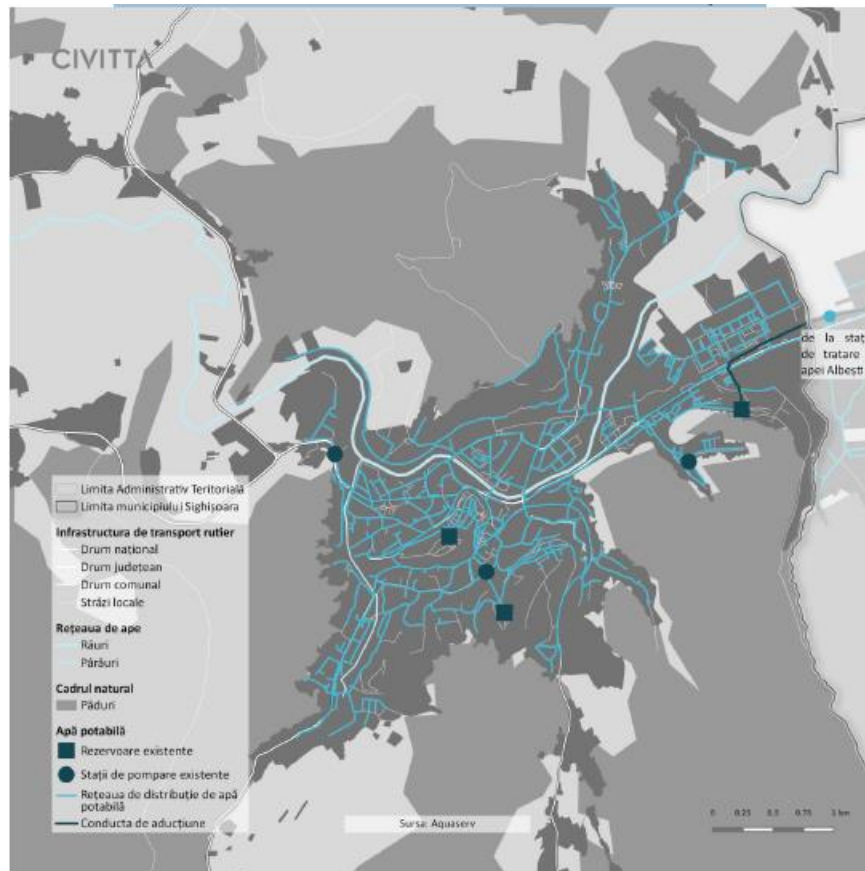 CIVITTA
A
de la staț
de tratare
apei Albești
Limita Administrativ Teritorială
Limita municipiului Sighișoara
Infrastructura de transport rutier
Drum național
Drum județean
Drum comunal
Străzi locale
Rețeaua de ape
Râuri
Pârâuri
Cadrul natural
Păduri
Apă potabilă
Rezervoare existente
Stații de pompare existente
Rețeaua de distribuție de apă
potabilă
Conducta de aducțiune
Sursa: Aquaserv
0 0.25 0.5 0.75 1 km